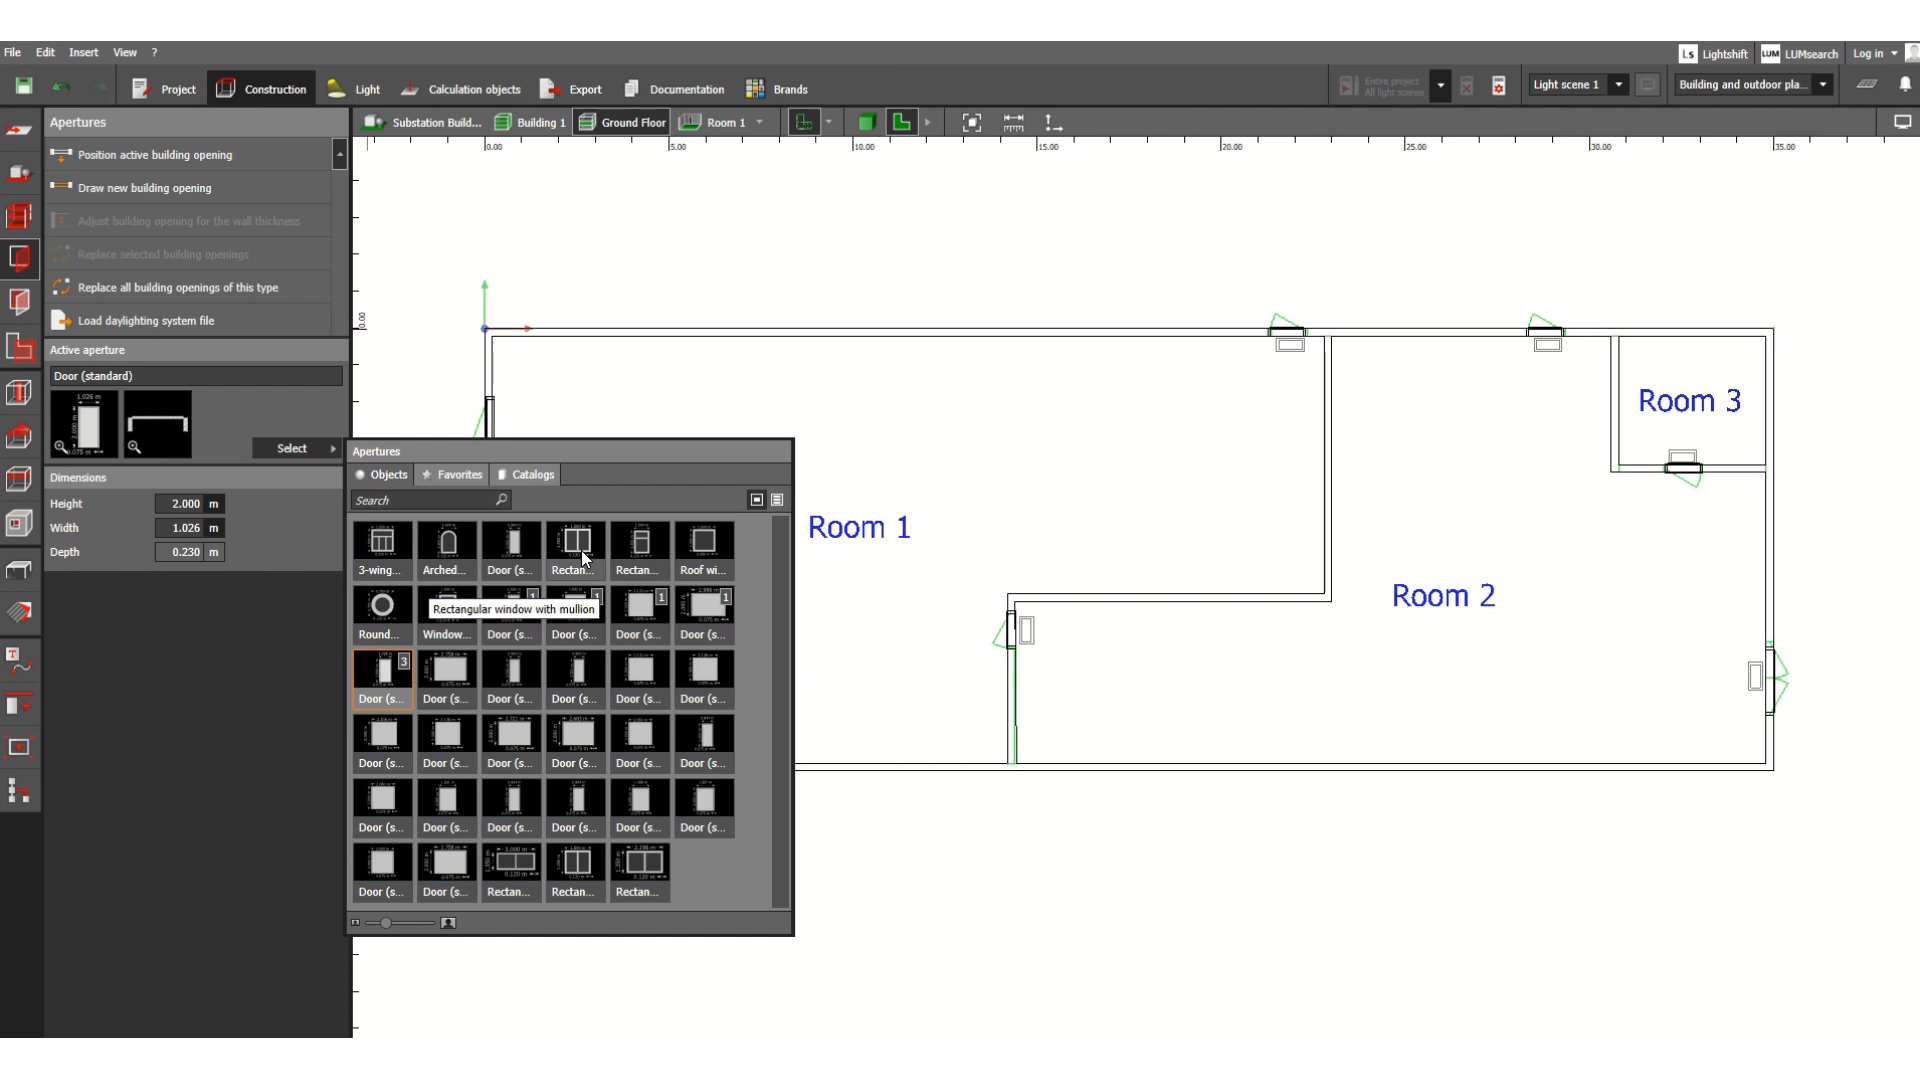 File Edit Insert View ?
Lightshift LUMsearch Log in
Project Construction Light Calculation objects Export Documentation Brands
Entire project
All light scenes
Light scene 1
Building and outdoor pla...
Apertures
Substation Build... Building 1 Ground Floor Room 1
Position active building opening
Draw new building opening
Adjust building opening for the wall thickness
Replace selected building openings
Replace all building openings of this type
Load daylighting system file
Active aperture
Door (standard)
Select
Dimensions
Height 2.000 m
Width 1.026 m
Depth 0.230 m
0.00 5.00 10.00 15.00 20.00 25.00 30.00 35.00
0.00
Apertures
Objects Favorites Catalogs
Search
3-wing... Arched... Door (s... Rectan... Rectan... Roof wi...
Rectangular window with mullion
Round... Window... Door (s... Door (s... Door (s... Door (s...
Door (s... Door (s... Door (s... Door (s... Door (s... Door (s...
Door (s... Door (s... Door (s... Door (s... Door (s... Door (s...
Door (s... Door (s... Door (s... Door (s... Door (s... Door (s...
Door (s... Door (s... Rectan... Rectan... Rectan...
Room 1
Room 2
Room 3